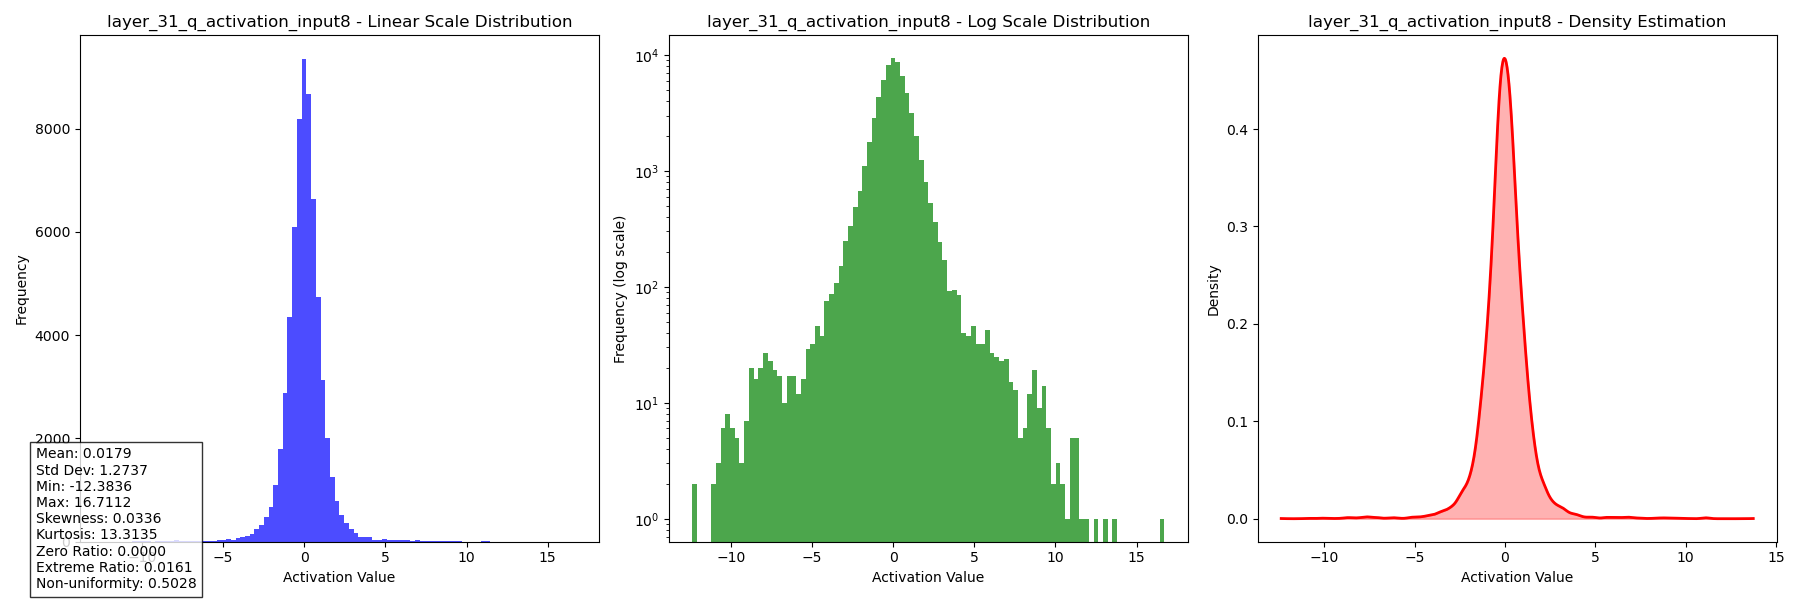 layer_31_q_activation_input8 - Linear Scale Distribution
Frequency
8000
6000
4000
2000
0
−10
−5
0
5
10
15
Activation Value
Mean: 0.0179
Std Dev: 1.2737
Min: -12.3836
Max: 16.7112
Skewness: 0.0336
Kurtosis: 13.3135
Zero Ratio: 0.0000
Extreme Ratio: 0.0161
Non-uniformity: 0.5028
layer_31_q_activation_input8 - Log Scale Distribution
Frequency (log scale)
10⁴
10³
10²
10¹
10⁰
−10
−5
0
5
10
15
Activation Value
layer_31_q_activation_input8 - Density Estimation
Density
0.4
0.3
0.2
0.1
0.0
−10
−5
0
5
10
15
Activation Value